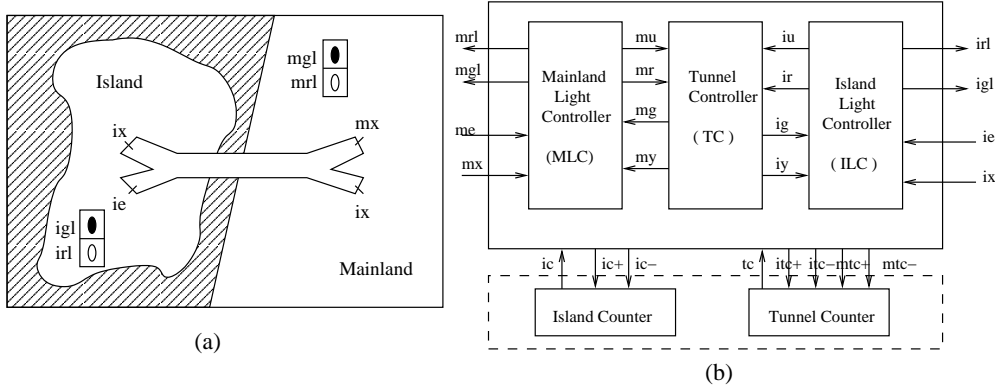 mgl
mrl
Island
ix
mx
ie
ix
igl
irl
Mainland
(a)
mrl
mgl
me
mx
Mainland
Light
Controller
(MLC)
mu
mr
mg
my
Tunnel
Controller
( TC )
iu
ir
ig
iy
Island
Light
Controller
( ILC )
irl
igl
ie
ix
ic
ic+
ic−
tc
itc+
itc−
mtc+
mtc−
Island Counter
Tunnel Counter
(b)